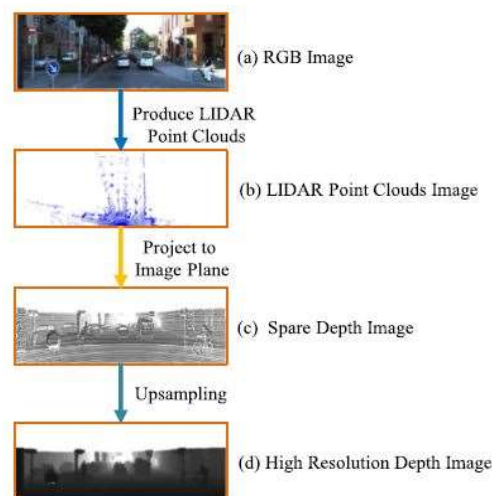 (a) RGB Image
Produce LIDAR
Point Clouds
(b) LIDAR Point Clouds Image
Project to
Image Plane
(c) Spare Depth Image
Upsampling
(d) High Resolution Depth Image